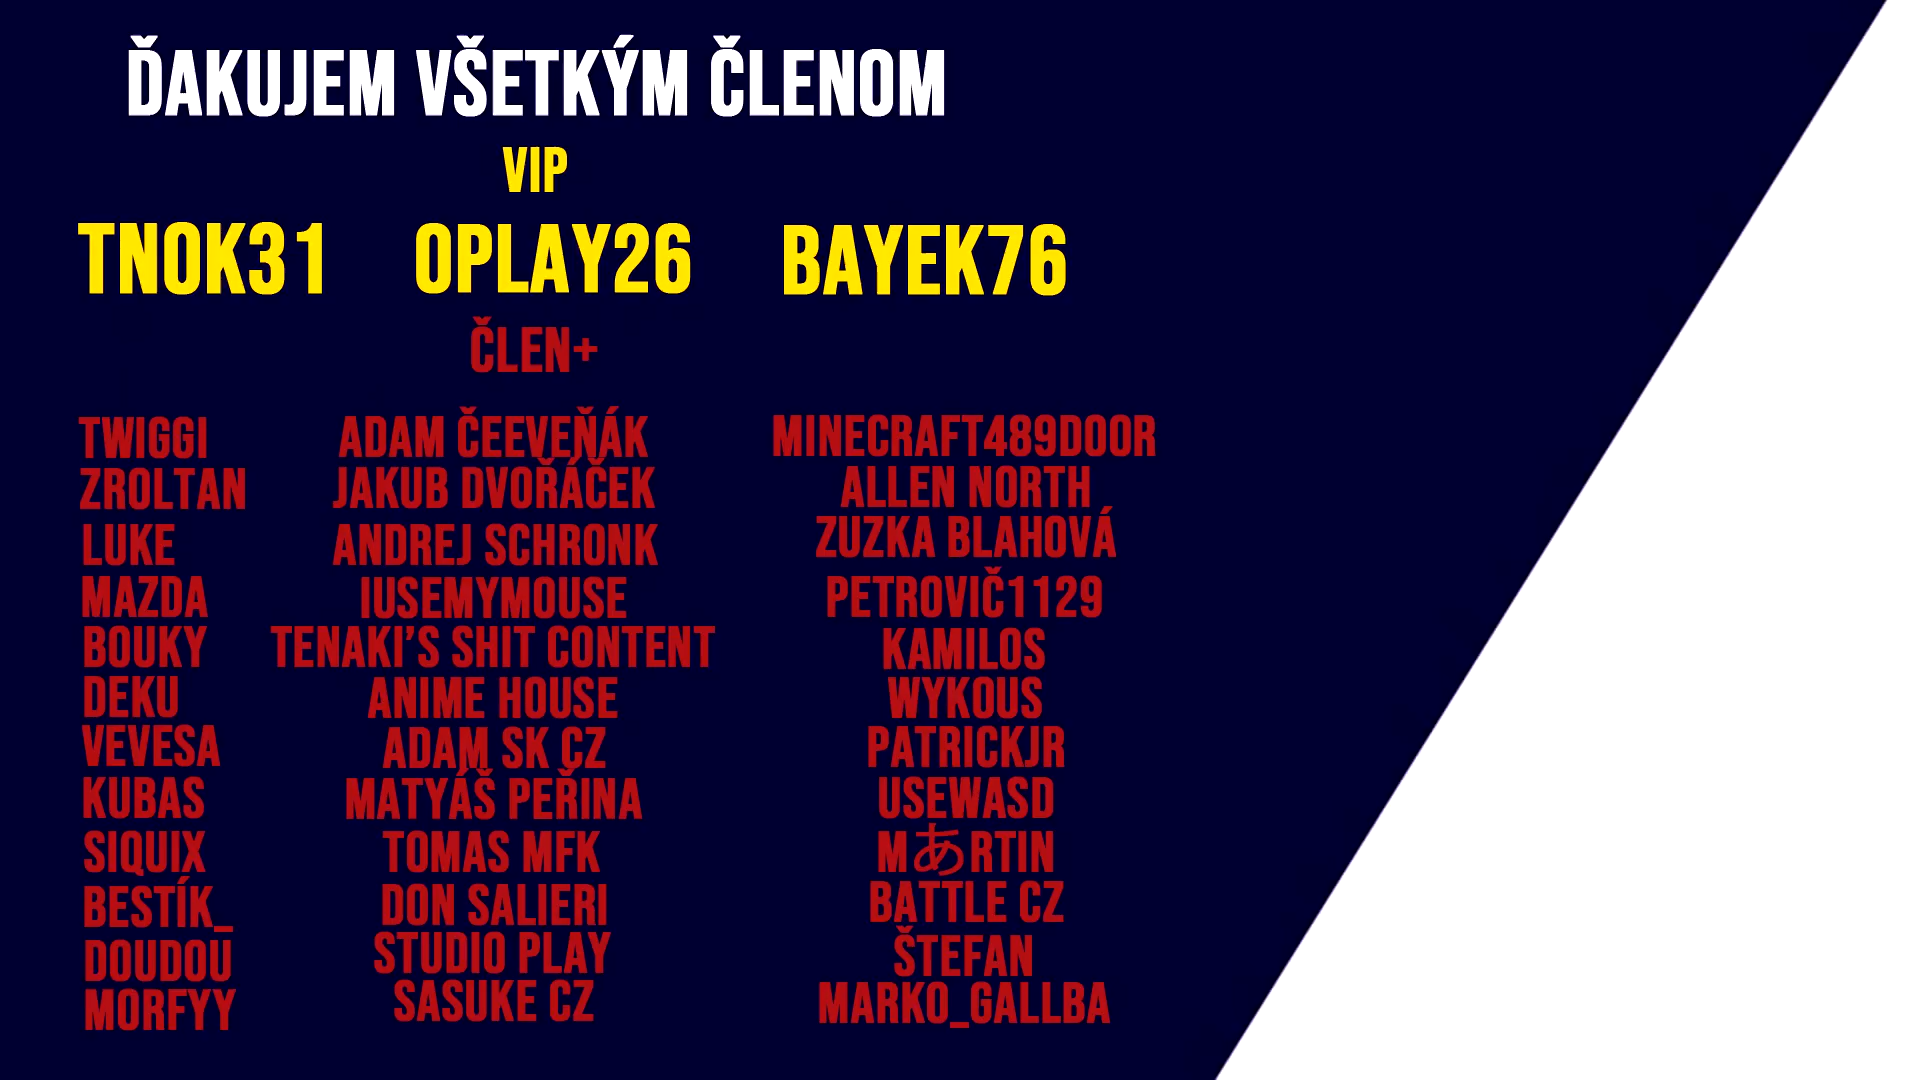 ĎAKUJEM VŠETKÝM ČLENOM
VIP
TNOK31 OPLAY26 BAYEK76
ČLEN+
TWIGGI ADAM ČEEVEŇÁK MINECRAFT489DOOR
ZROLTAN JAKUB DVOŘÁČEK ALLEN NORTH
LUKE ANDREJ SCHRONK ZUZKA BLAHOVÁ
MAZDA IUSEMYMOUSE PETROVIČ1129
BOUKY TENAKI'S SHIT CONTENT KAMILOS
DEKU ANIME HOUSE WYKOUS
VEVESA ADAM SK CZ PATRICKJR
KUBAS MATYÁŠ PEŘINA USEWASD
SIQUIX TOMAS MFK MあRTIN
BESTÍK_ DON SALIERI BATTLE CZ
DOUDOU STUDIO PLAY ŠTEFAN
MORFYY SASUKE CZ MARKO_GALLBA